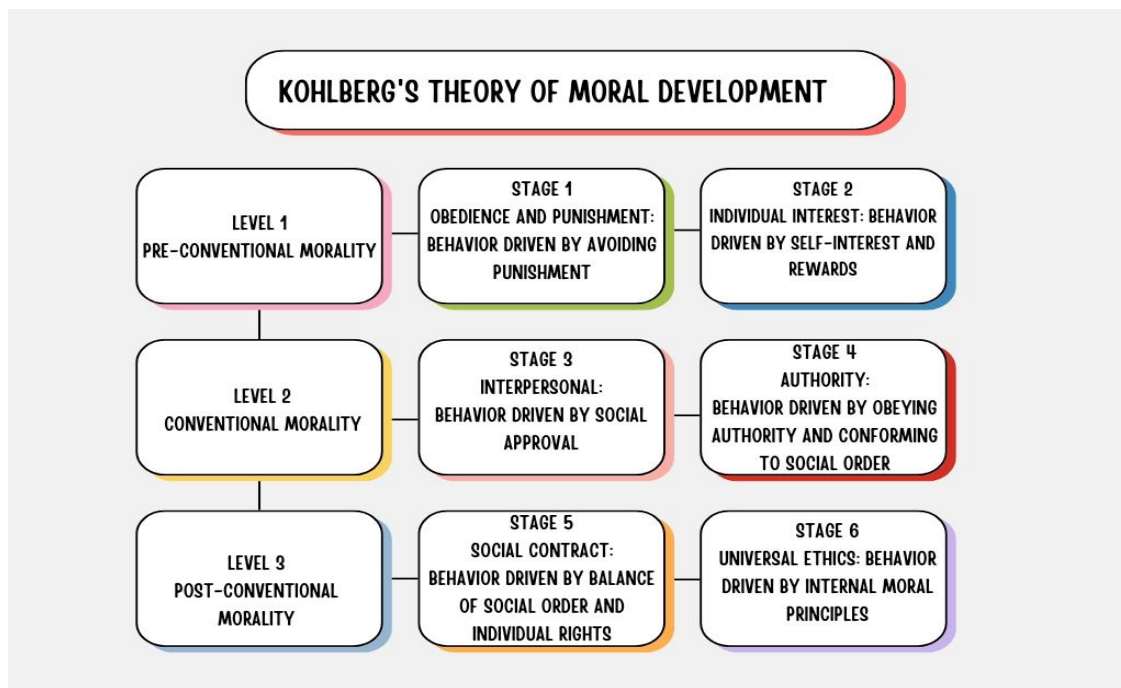 KOHLBERG'S THEORY OF MORAL DEVELOPMENT
LEVEL 1
PRE-CONVENTIONAL MORALITY
STAGE 1
OBEDIENCE AND PUNISHMENT:
BEHAVIOR DRIVEN BY AVOIDING
PUNISHMENT
STAGE 2
INDIVIDUAL INTEREST: BEHAVIOR
DRIVEN BY SELF-INTEREST AND
REWARDS
LEVEL 2
CONVENTIONAL MORALITY
STAGE 3
INTERPERSONAL:
BEHAVIOR DRIVEN BY SOCIAL
APPROVAL
STAGE 4
AUTHORITY:
BEHAVIOR DRIVEN BY OBEYING
AUTHORITY AND CONFORMING
TO SOCIAL ORDER
LEVEL 3
POST-CONVENTIONAL
MORALITY
STAGE 5
SOCIAL CONTRACT:
BEHAVIOR DRIVEN BY BALANCE
OF SOCIAL ORDER AND
INDIVIDUAL RIGHTS
STAGE 6
UNIVERSAL ETHICS: BEHAVIOR
DRIVEN BY INTERNAL MORAL
PRINCIPLES